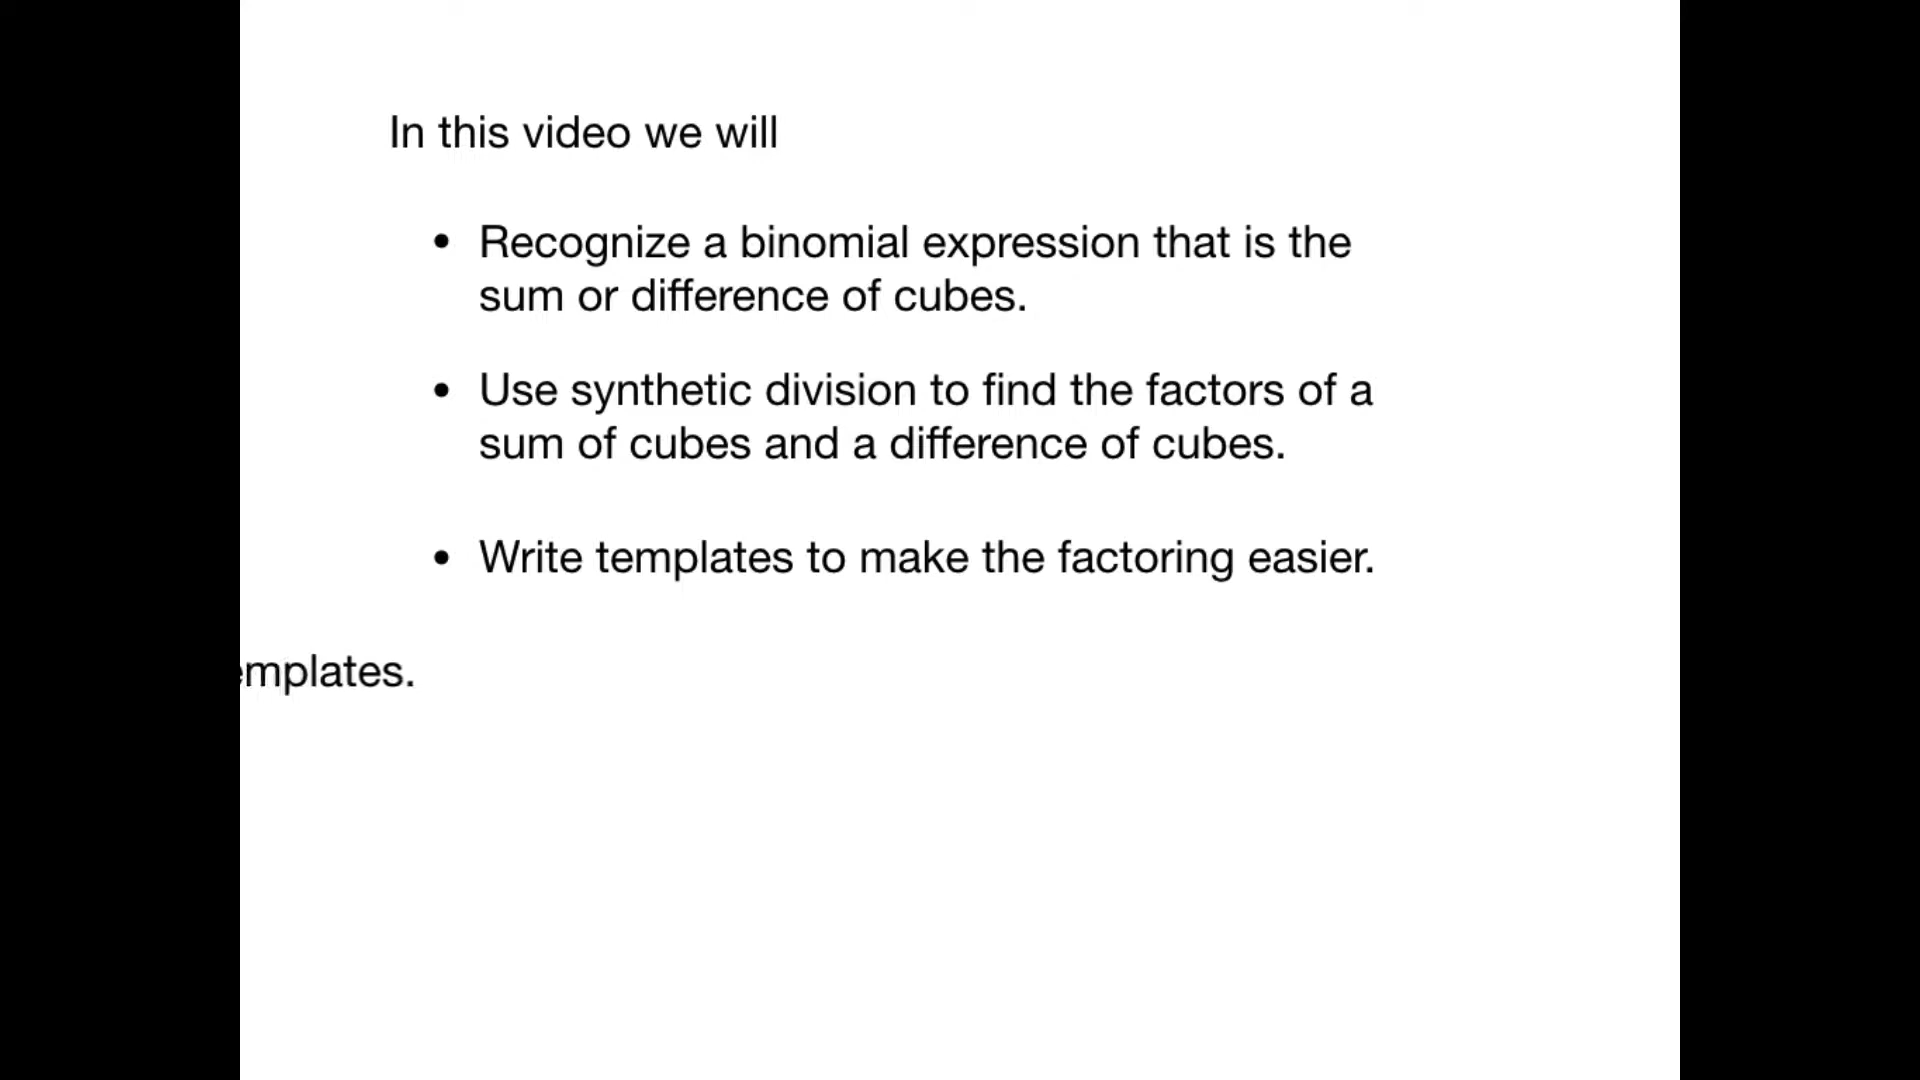 In this video we will
• Recognize a binomial expression that is the
sum or difference of cubes.
• Use synthetic division to find the factors of a
sum of cubes and a difference of cubes.
• Write templates to make the factoring easier.
emplates.